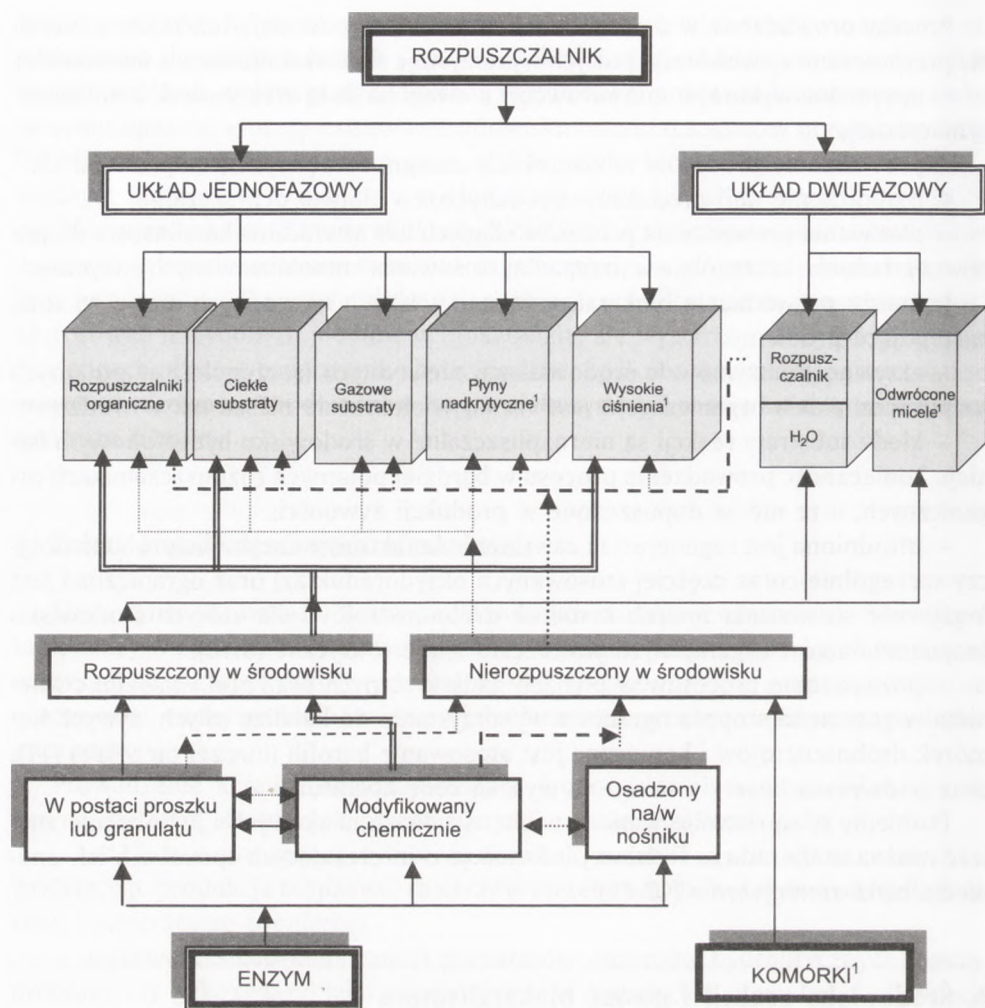 ROZPUSZCZALNIK
UKŁAD JEDNOFAZOWY
UKŁAD DWUFAZOWY
Rozpuszczalniki
organiczne
Ciekłe
substraty
Gazowe
substraty
Płyny
nadkrytyczne¹
Wysokie
ciśnienia¹
Rozpusz-
czalnik
H₂O
Odwrócone
micele¹
Rozpuszczony w środowisku
Nierozpuszczony w środowisku
W postaci proszku
lub granulatu
Modyfikowany
chemicznie
Osadzony
na/w
nośniku
ENZYM
KOMÓRKI¹